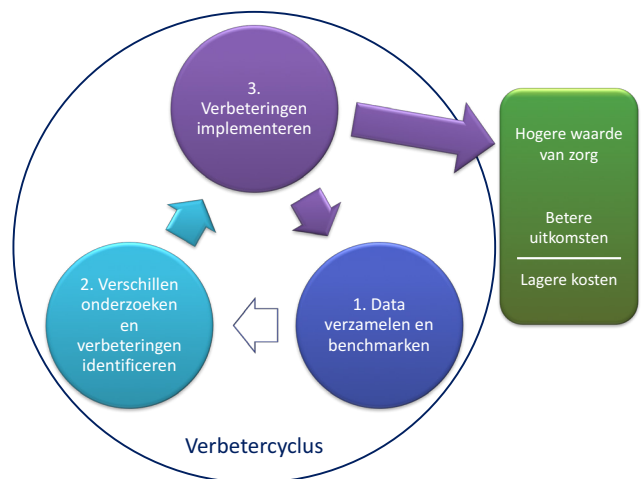 3.
Verbeteringen
implementeren
Hogere waarde
van zorg
Betere
uitkomsten
Lagere kosten
2. Verschillen
onderzoeken
en
verbeteringen
identificeren
1. Data
verzamelen en
benchmarken
Verbetercyclus